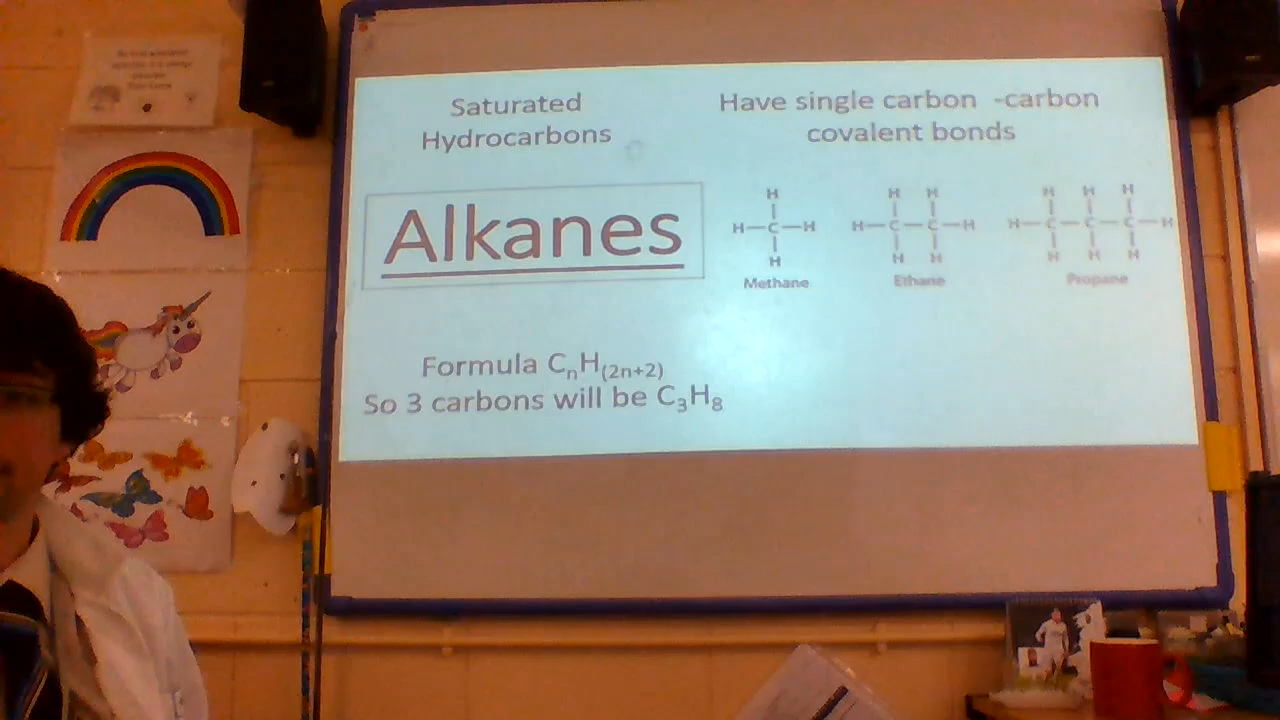 Saturated
Hydrocarbons
Have single carbon -carbon
covalent bonds
Alkanes
H
H—C—H
H
Methane
H H
H—C—C—H
H H
Ethane
H H H
H—C—C—C—H
H H H
Propane
Formula CₙH₍₂ₙ₊₂₎
So 3 carbons will be C₃H₈